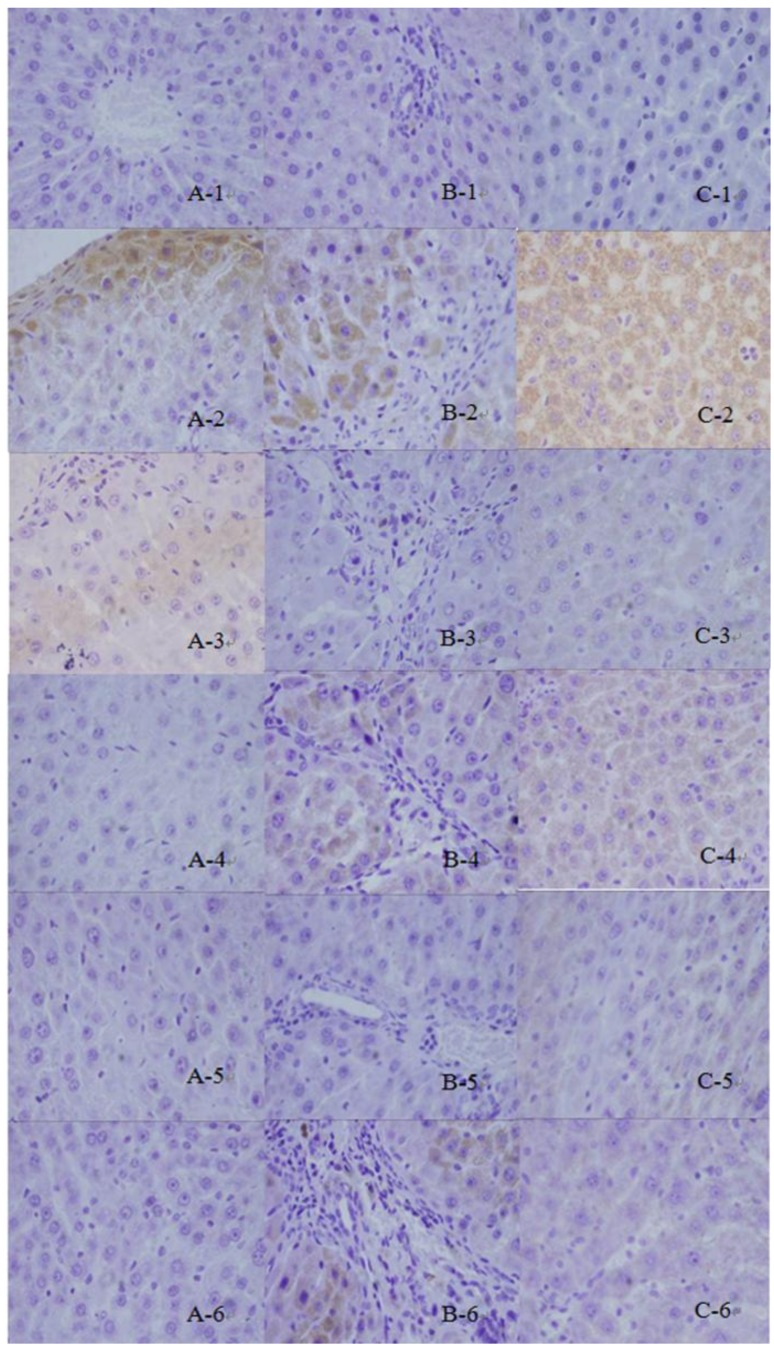 A-1↵ B-1↵ C-1↵
A-2↵ B-2↵ C-2↵
A-3↵ B-3↵ C-3↵
A-4↵ B-4↵ C-4↵
A-5↵ B-5↵ C-5↵
A-6↵ B-6↵ C-6